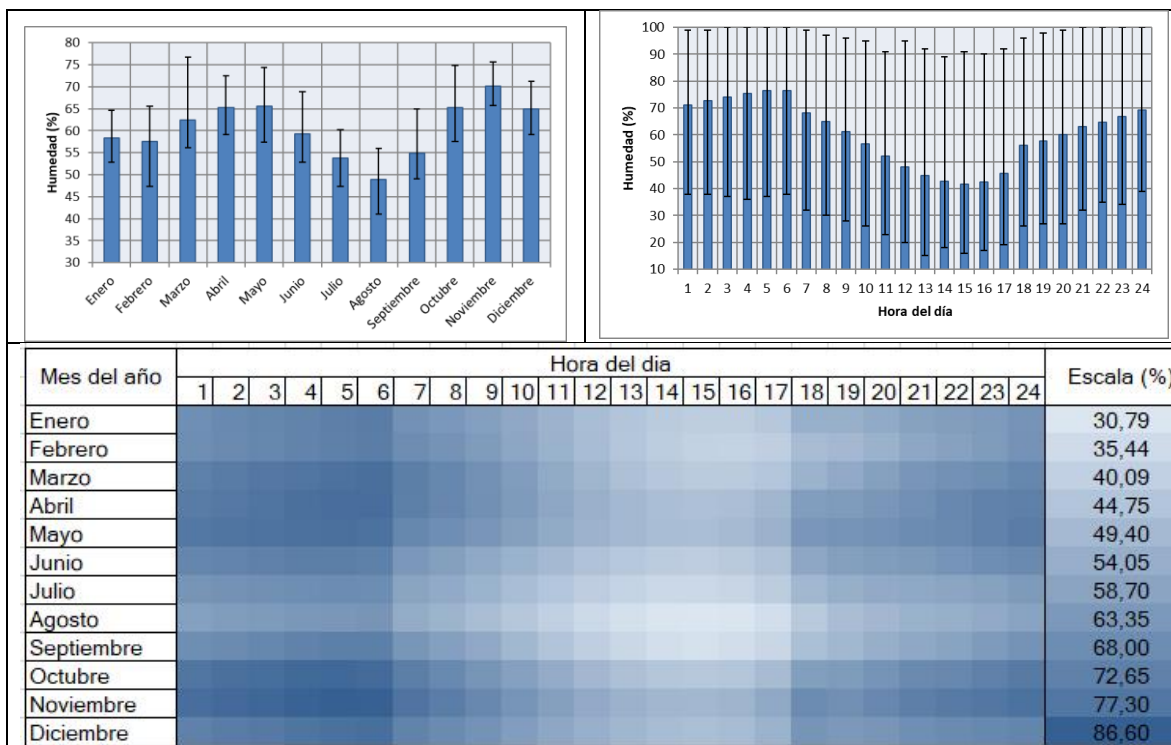 80
75
70
65
60
55
50
45
40
35
30
Humedad (%)
Enero
Febrero
Marzo
Abril
Mayo
Junio
Julio
Agosto
Septiembre
Octubre
Noviembre
Diciembre
100
90
80
70
60
50
40
30
20
10
Humedad (%)
1 2 3 4 5 6 7 8 9 10 11 12 13 14 15 16 17 18 19 20 21 22 23 24
Hora del día
Mes del año Hora del dia Escala (%)
1 2 3 4 5 6 7 8 9 10 11 12 13 14 15 16 17 18 19 20 21 22 23 24
Enero 30,79
Febrero 35,44
Marzo 40,09
Abril 44,75
Mayo 49,40
Junio 54,05
Julio 58,70
Agosto 63,35
Septiembre 68,00
Octubre 72,65
Noviembre 77,30
Diciembre 86,60